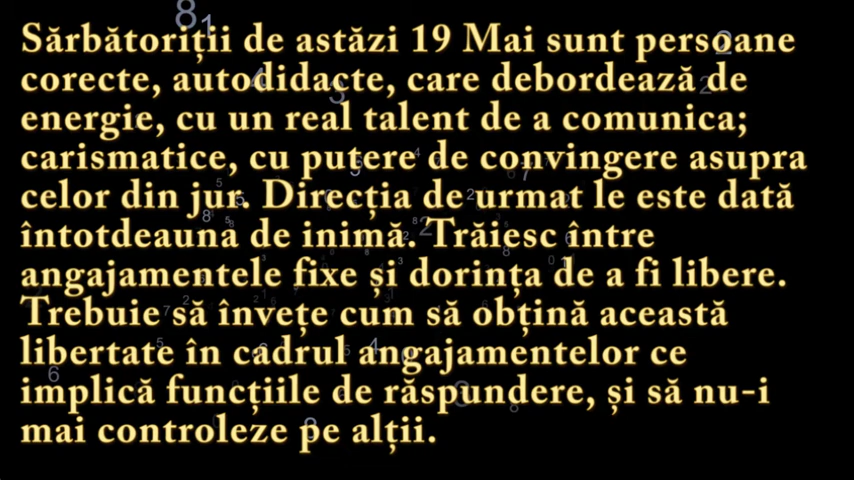 Sărbătoriții de astăzi 19 Mai sunt persoane
corecte, autodidacte, care debordează de
energie, cu un real talent de a comunica;
carismatice, cu putere de convingere asupra
celor din jur. Direcția de urmat le este dată
întotdeauna de inimă. Trăiesc între
angajamentele fixe și dorința de a fi libere.
Trebuie să învețe cum să obțină această
libertate în cadrul angajamentelor ce
implică funcțiile de răspundere, și să nu-i
mai controleze pe alții.